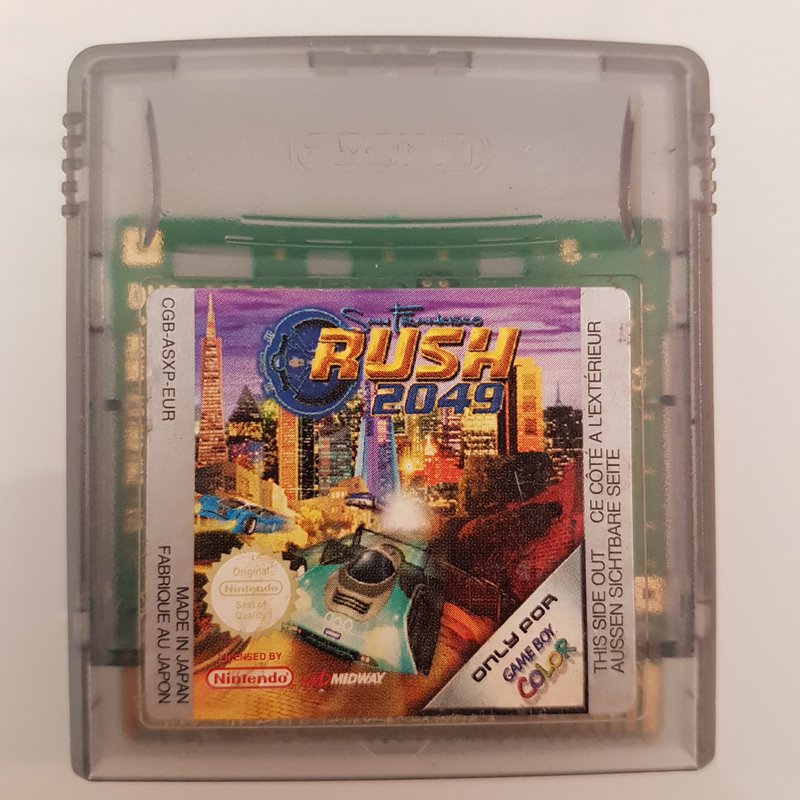 CGB-ASXP-EUR
MADE IN JAPAN
FABRIQUE AU JAPON
San Francisco
RUSH
2049
Original
Nintendo
Seal of
Quality
LICENSED BY
Nintendo
MIDWAY
ONLY FOR
GAME BOY
COLOR
THIS SIDE OUT CE CÔTÉ A L'EXTÉRIEUR
AUSSEN SICHTBARE SEITE